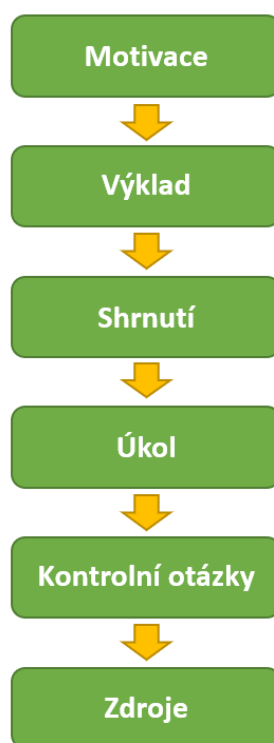 Motivace
Výklad
Shrnutí
Úkol
Kontrolní otázky
Zdroje